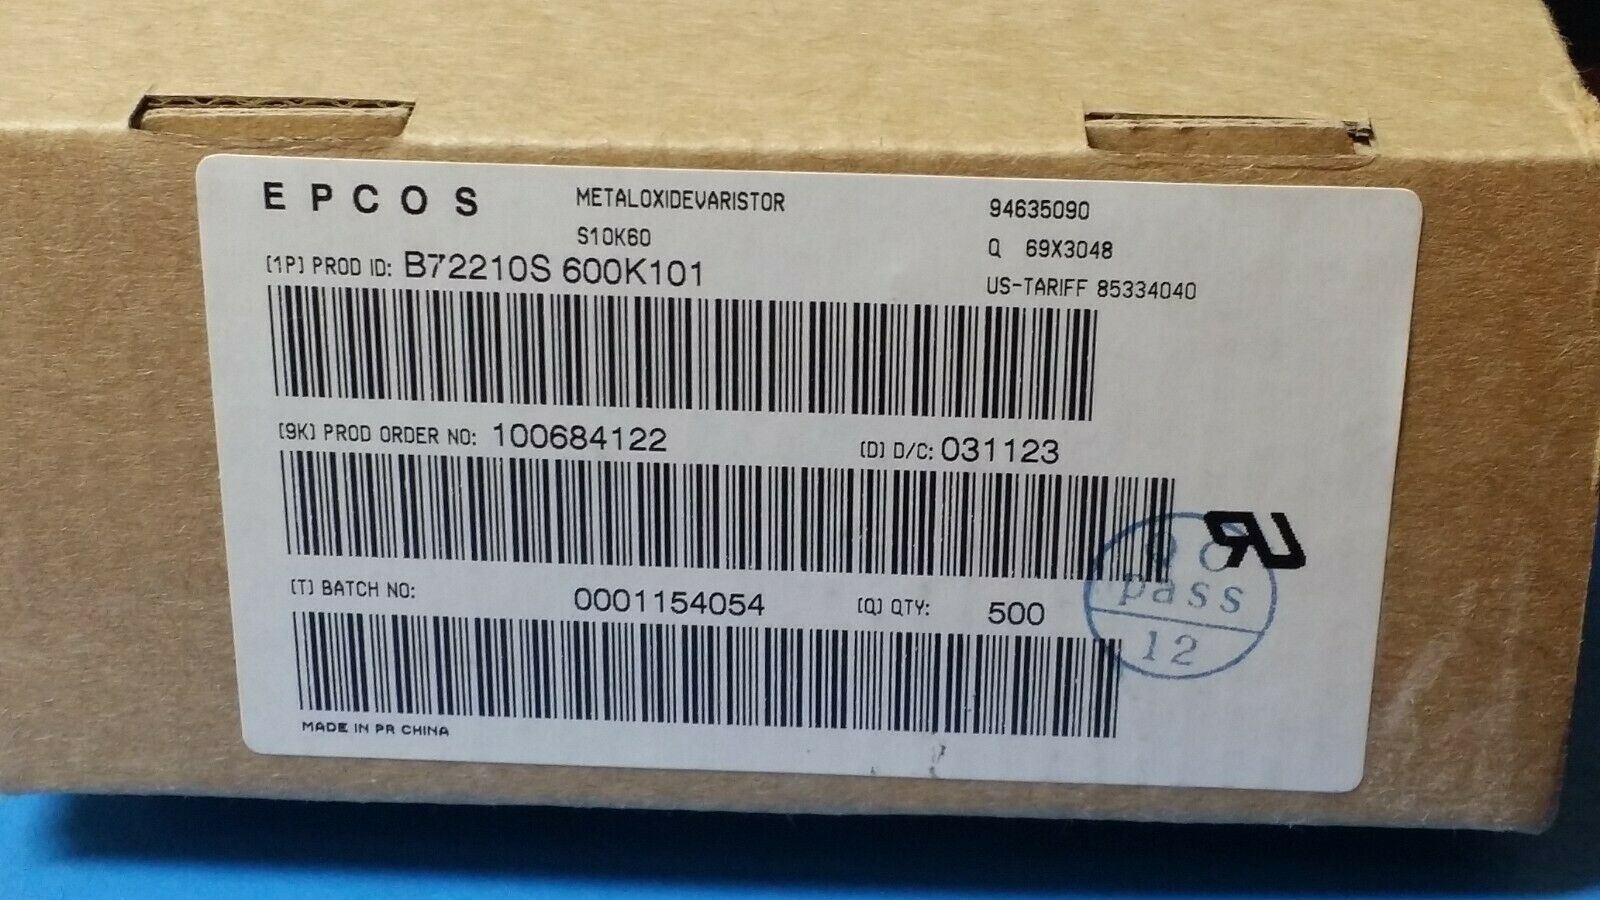 EPCOS
METALOXIDEVARISTOR
S10K60
94635090
Q 69X3048
US-TARIFF 85334040
(1P) PROD ID: B72210S 600K101
(9K) PROD ORDER NO: 100684122
(D) D/C: 031123
(T) BATCH NO: 0001154054
(Q) QTY: 500
QC
pass
12
MADE IN PR CHINA